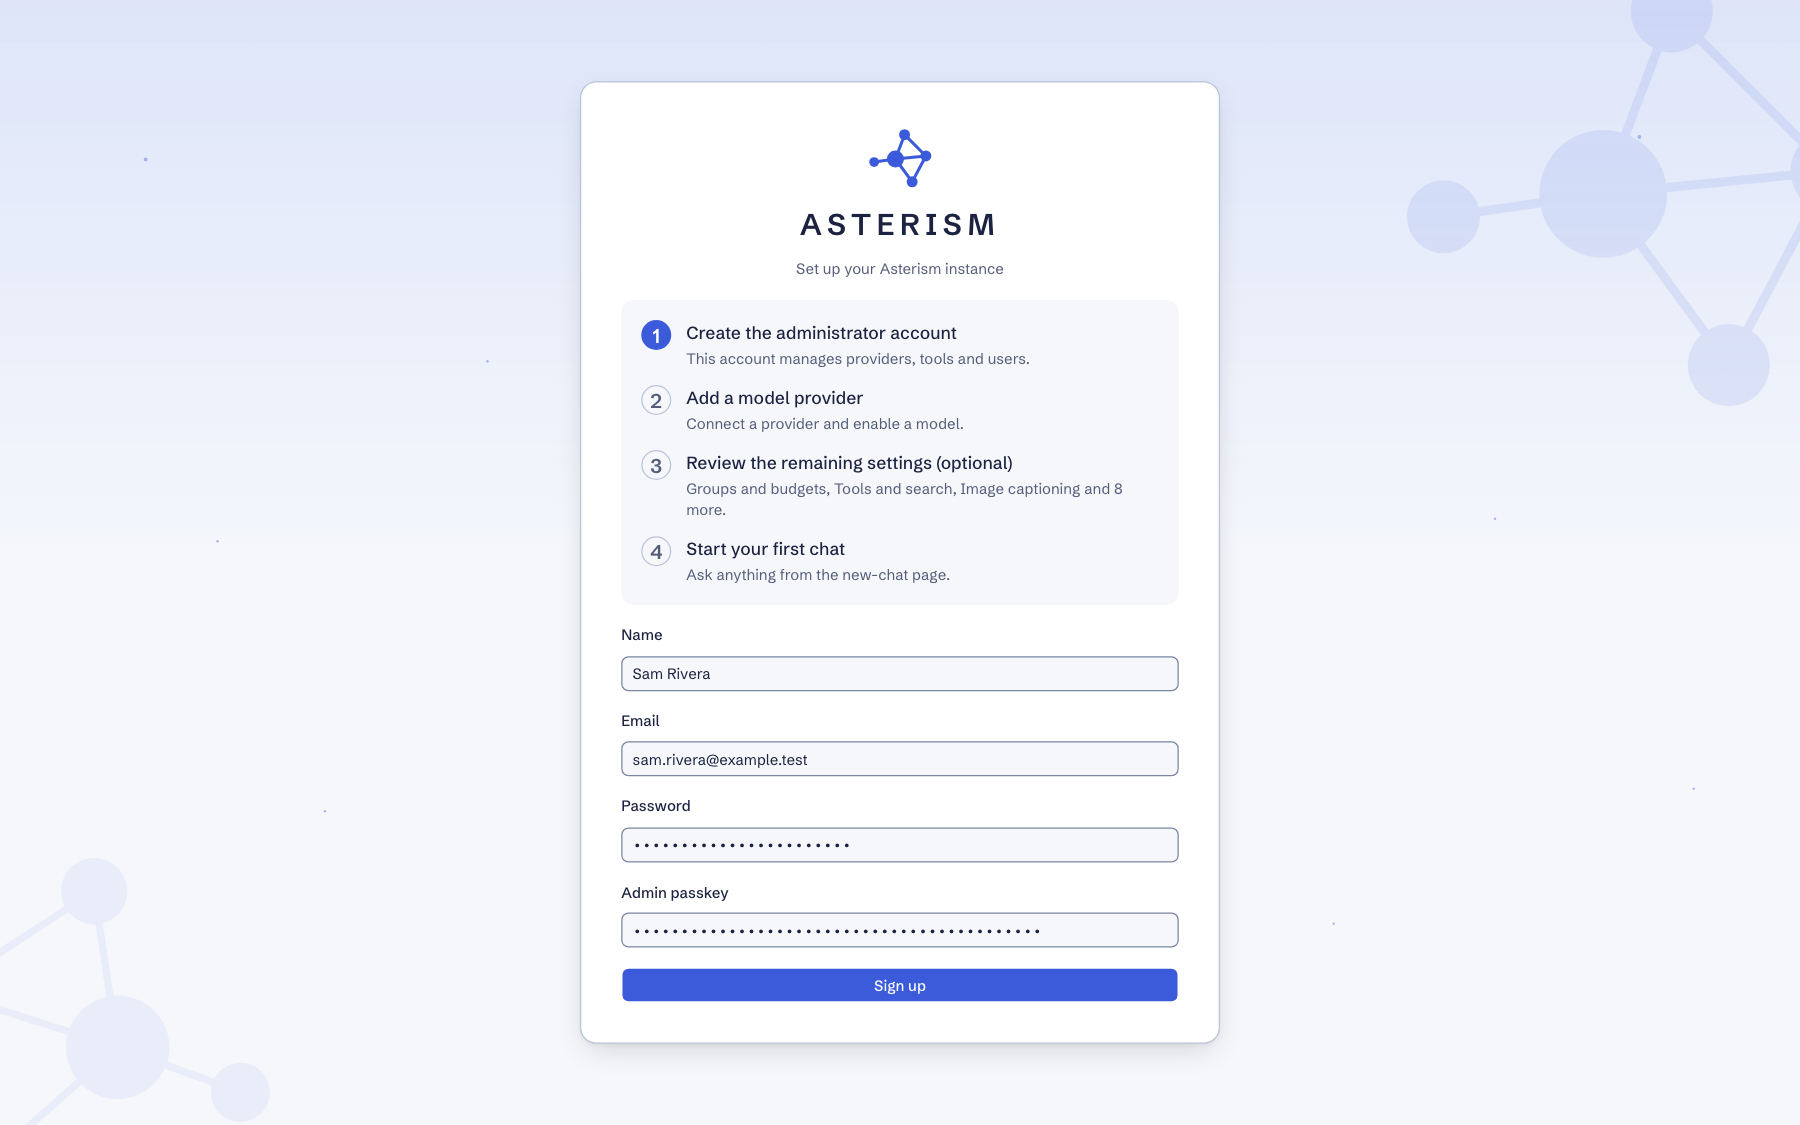 ASTERISM
Set up your Asterism instance
1 Create the administrator account
This account manages providers, tools and users.
2 Add a model provider
Connect a provider and enable a model.
3 Review the remaining settings (optional)
Groups and budgets, Tools and search, Image captioning and 8
more.
4 Start your first chat
Ask anything from the new-chat page.
Name
Sam Rivera
Email
sam.rivera@example.test
Password
•••••••••••••••••••••••
Admin passkey
•••••••••••••••••••••••••••••••••••••••••••
Sign up